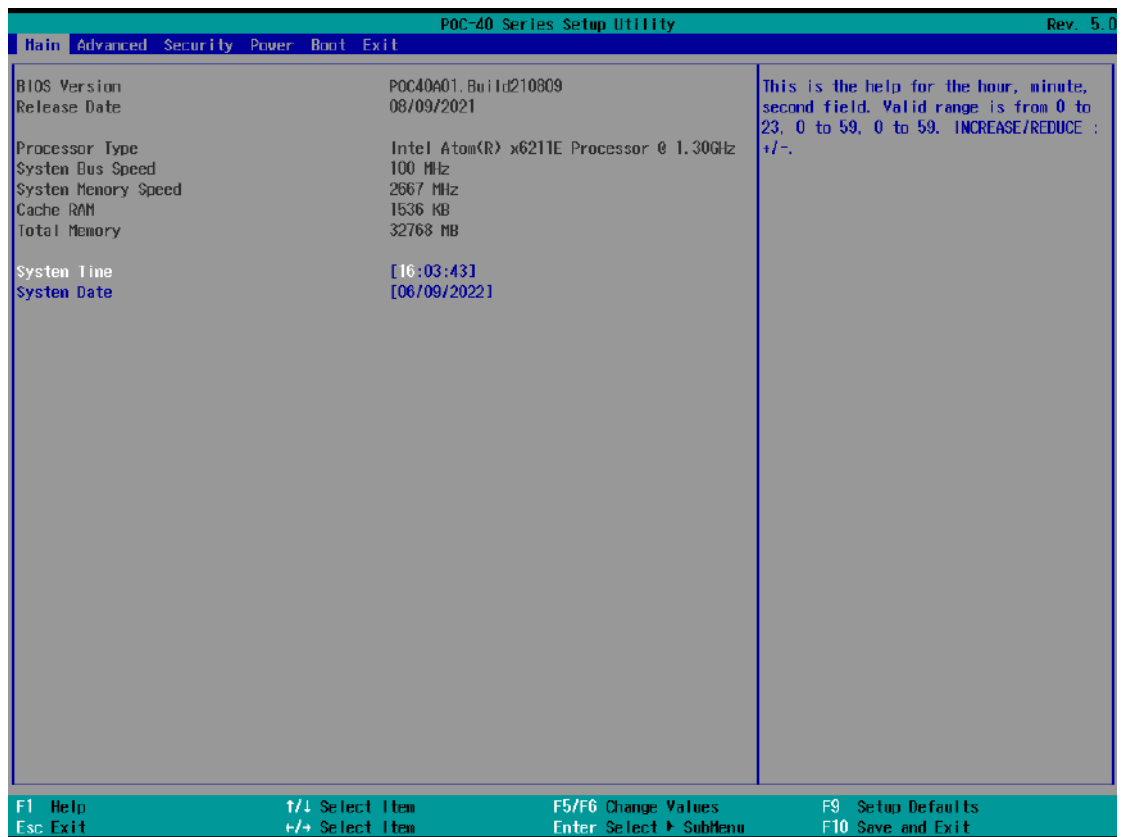 POC-40 Series Setup Utility Rev. 5.0
Main Advanced Security Power Boot Exit
BIOS Version POC40A01.Build210809
Release Date 08/09/2021
Processor Type Intel Atom(R) x6211E Processor @ 1.30GHz
System Bus Speed 100 MHz
System Memory Speed 2667 MHz
Cache RAM 1536 KB
Total Memory 32768 MB
System Time [16:03:43]
System Date [06/09/2022]
This is the help for the hour, minute,
second field. Valid range is from 0 to
23, 0 to 59, 0 to 59. INCREASE/REDUCE :
+/-.
F1 Help ↑/↓ Select Item F5/F6 Change Values F9 Setup Defaults
Esc Exit ←/→ Select Item Enter Select ▶ SubMenu F10 Save and Exit